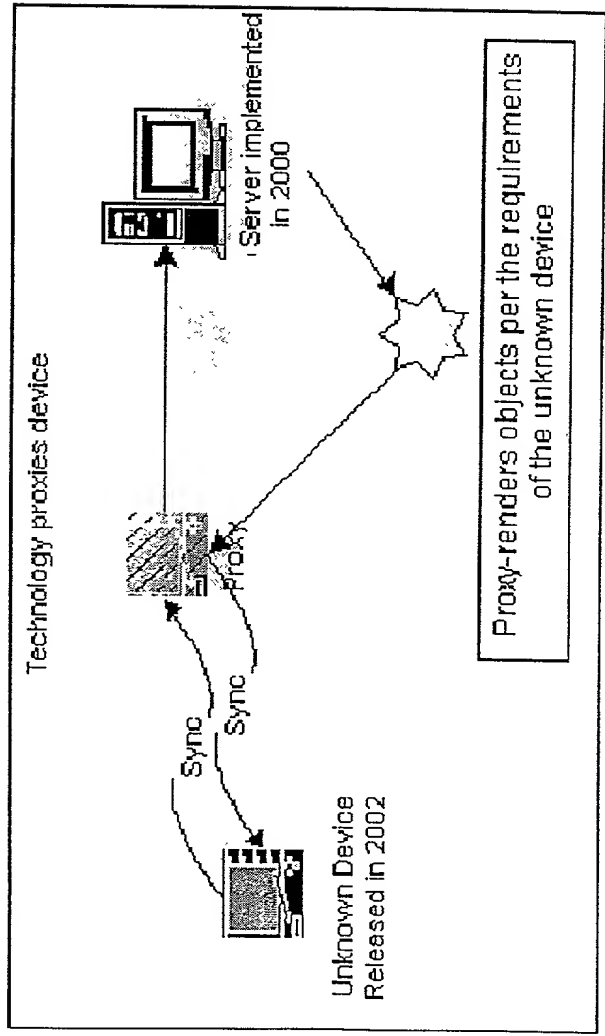 Technology proxies device
Server implemented
in 2000
Proxy
Sync
Sync
Unknown Device
Released in 2002
Proxy-renders objects per the requirements
of the unknown device